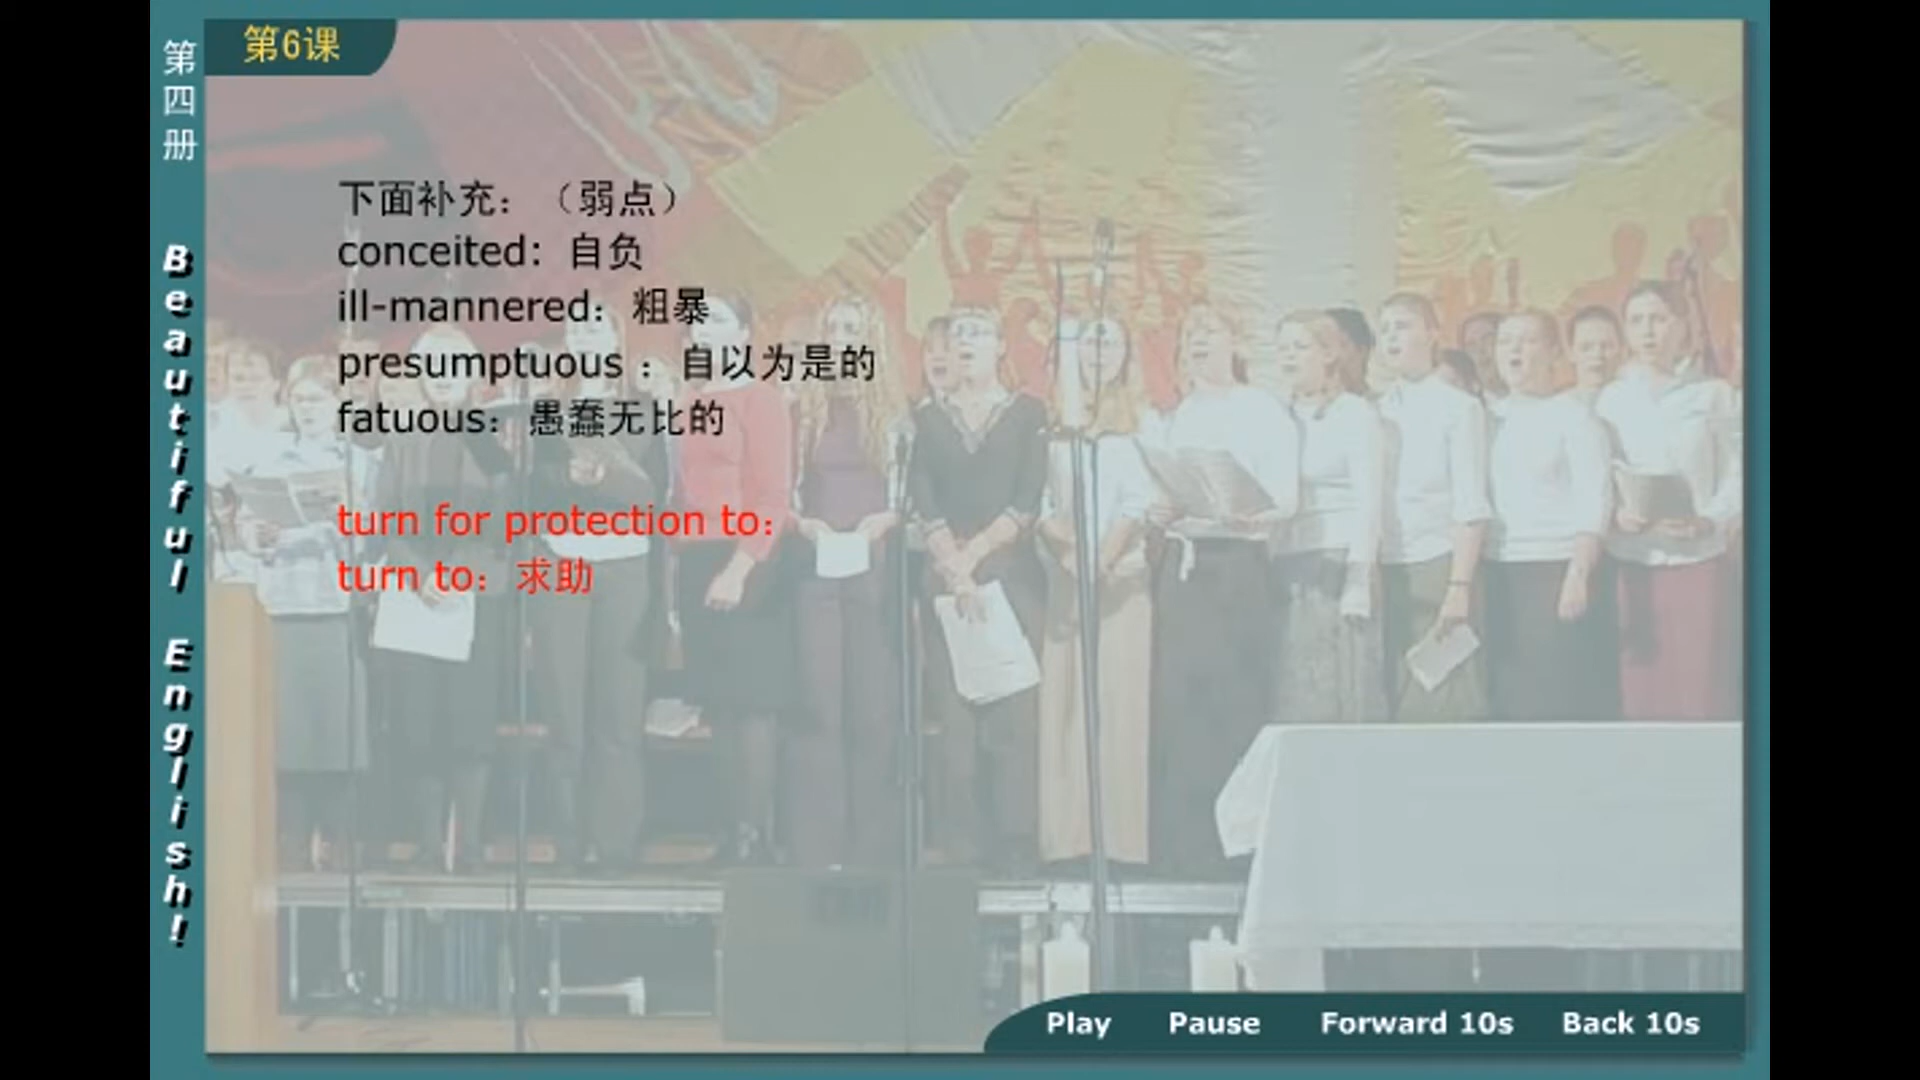 第6课
第四册
Beautiful English!
下面补充：（弱点）
conceited：自负
ill-mannered：粗暴
presumptuous ：自以为是的
fatuous：愚蠢无比的
turn for protection to：
turn to：求助
Play Pause Forward 10s Back 10s